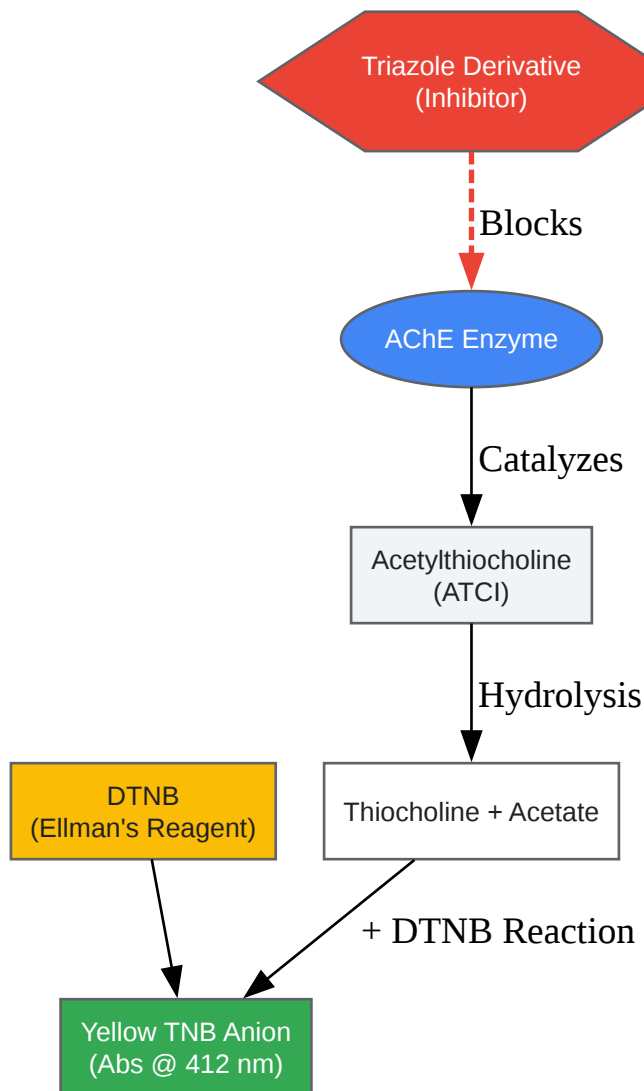 Triazole Derivative
(Inhibitor)
Blocks
AChE Enzyme
Catalyzes
Acetylthiocholine
(ATCI)
Hydrolysis
DTNB
(Ellman's Reagent)
Thiocholine + Acetate
+ DTNB Reaction
Yellow TNB Anion
(Abs @ 412 nm)